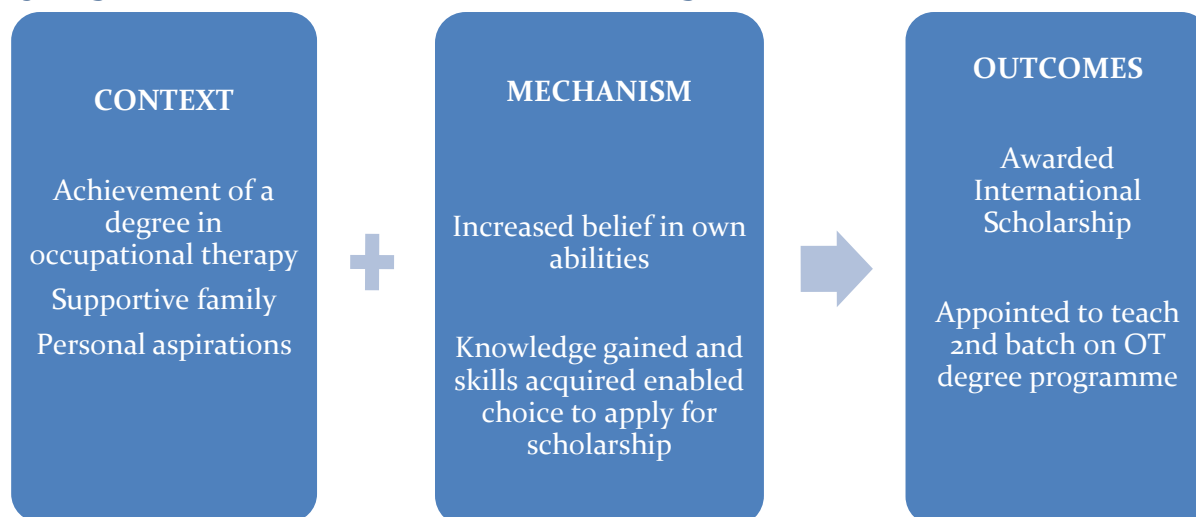 CONTEXT
Achievement of a
degree in
occupational therapy
Supportive family
Personal aspirations
MECHANISM
Increased belief in own
abilities
Knowledge gained and
skills acquired enabled
choice to apply for
scholarship
OUTCOMES
Awarded
International
Scholarship
Appointed to teach
2nd batch on OT
degree programme